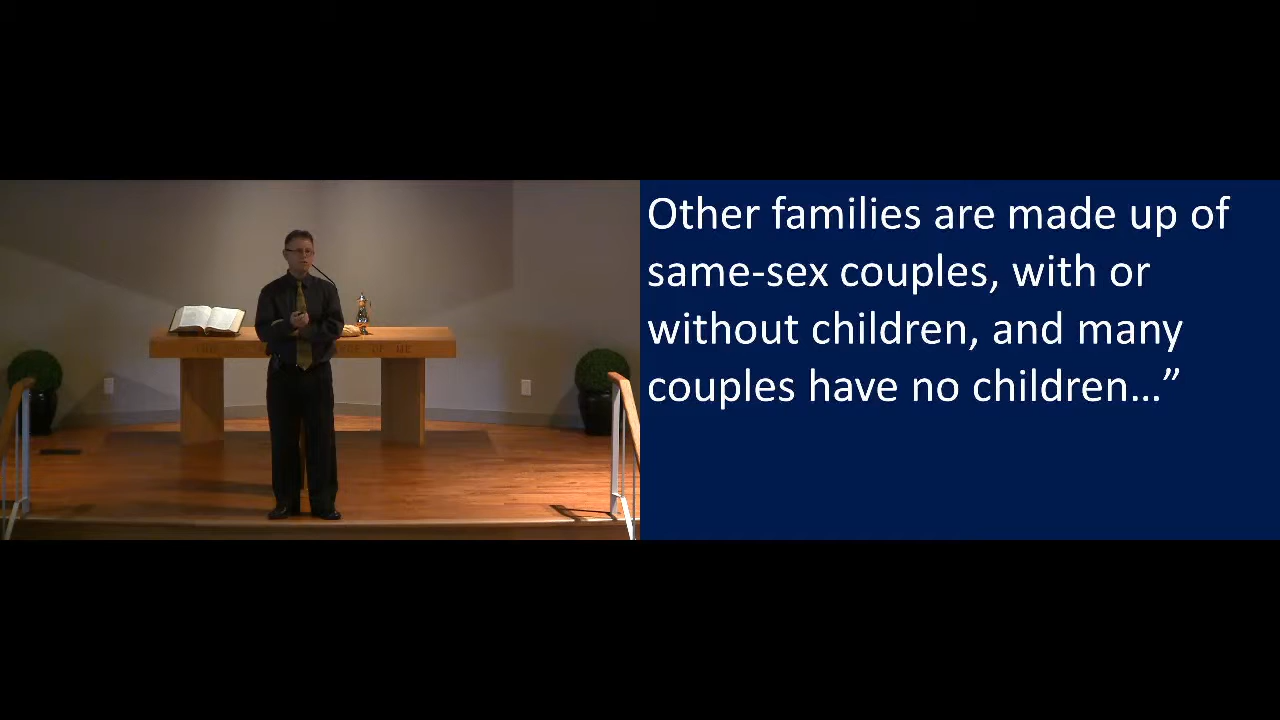 Other families are made up of
same-sex couples, with or
without children, and many
couples have no children…”